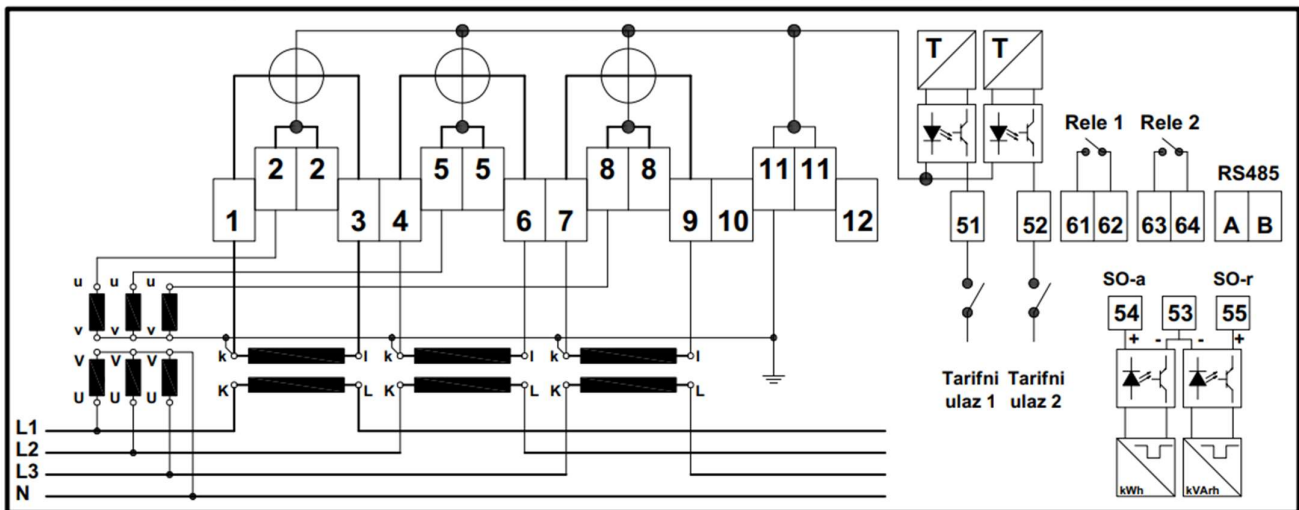 T T
Rele 1 Rele 2
RS485
2 2 5 5 8 8 11 11
1 3 4 6 7 9 10 12
51 52 61 62 63 64 A B
u u u
v v v
k l k l k l
V V V
U U U
K L K L K L
SO-a SO-r
54 53 55
+ - - +
Tarifni Tarifni
ulaz 1 ulaz 2
L1
L2
L3
N
kWh kVArh